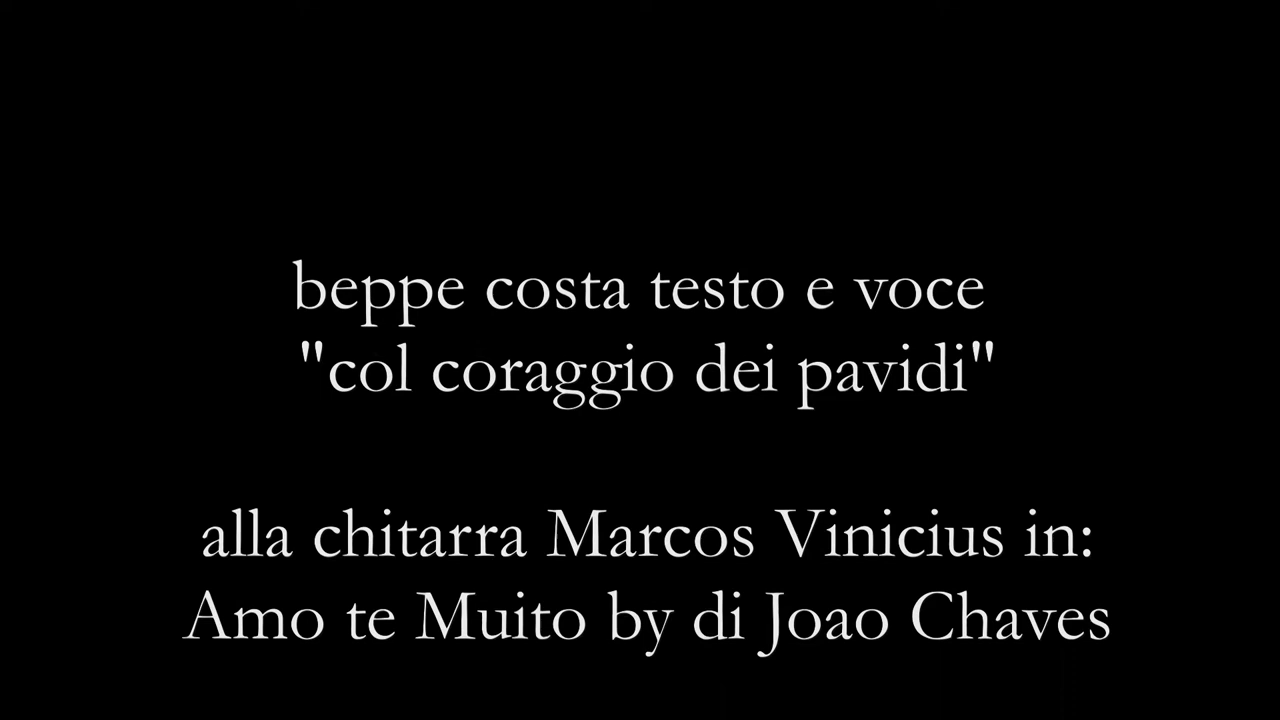 beppe costa testo e voce
"col coraggio dei pavidi"
alla chitarra Marcos Vinicius in:
Amo te Muito by di Joao Chaves